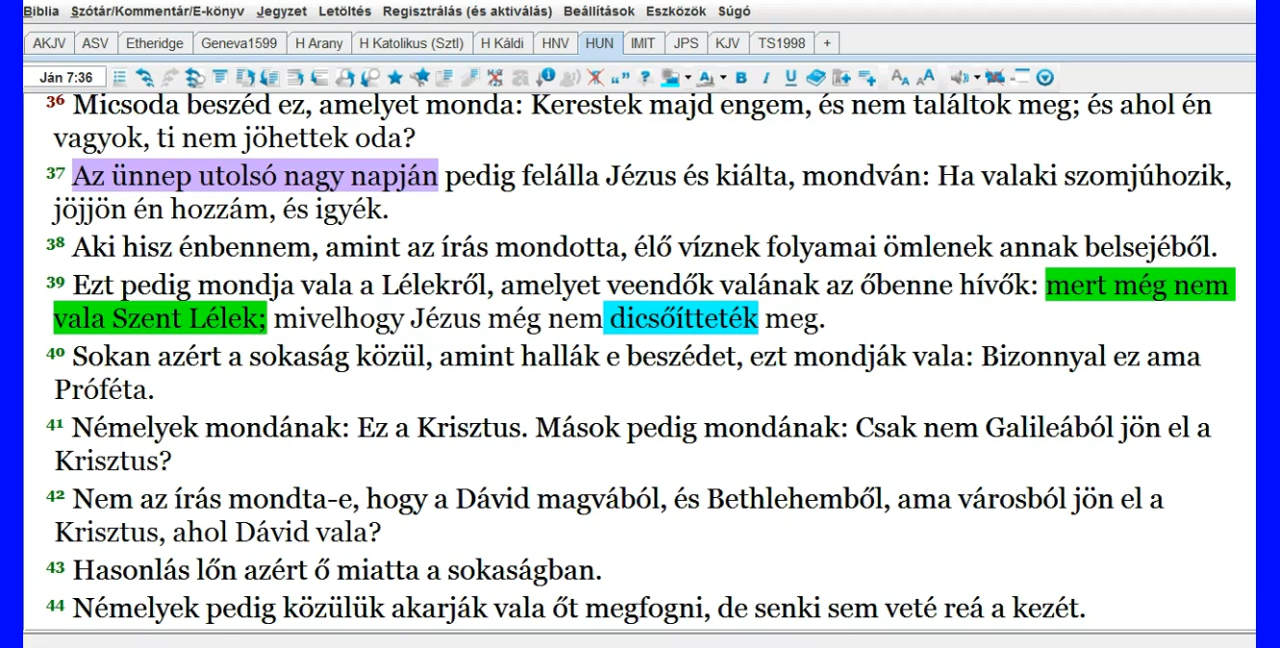 Biblia Szótár/Kommentár/E-könyv Jegyzet Letöltés Regisztrálás (és aktiválás) Beállítások Eszközök Súgó
AKJV ASV Etheridge Geneva1599 H Arany H Katolikus (Sztl) H Káldi HNV HUN IMIT JPS KJV TS1998 +
Ján 7:36
36 Micsoda beszéd ez, amelyet monda: Kerestek majd engem, és nem találtok meg; és ahol én
vagyok, ti nem jöhettek oda?
37 Az ünnep utolsó nagy napján pedig felálla Jézus és kiálta, mondván: Ha valaki szomjúhozik,
jöjjön én hozzám, és igyék.
38 Aki hisz énbennem, amint az írás mondotta, élő víznek folyamai ömlenek annak belsejéből.
39 Ezt pedig mondja vala a Lélekről, amelyet veendők valának az őbenne hívők: mert még nem
vala Szent Lélek; mivelhogy Jézus még nem dicsőítteték meg.
40 Sokan azért a sokaság közül, amint hallák e beszédet, ezt mondják vala: Bizonnyal ez ama
Próféta.
41 Némelyek mondának: Ez a Krisztus. Mások pedig mondának: Csak nem Galileából jön el a
Krisztus?
42 Nem az írás mondta-e, hogy a Dávid magvából, és Bethlehemből, ama városból jön el a
Krisztus, ahol Dávid vala?
43 Hasonlás lőn azért ő miatta a sokaságban.
44 Némelyek pedig közülük akarják vala őt megfogni, de senki sem veté reá a kezét.